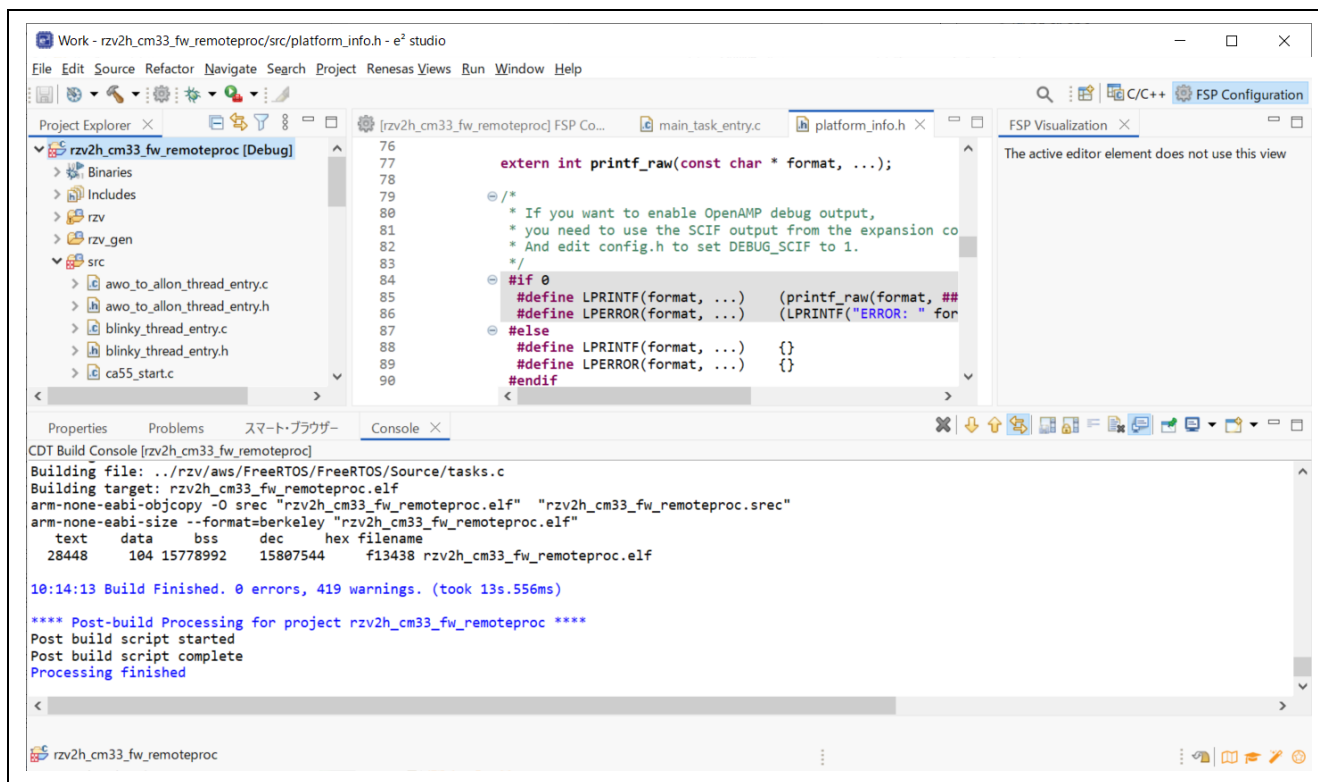 Work - rzv2h_cm33_fw_remoteproc/src/platform_info.h - e² studio
File Edit Source Refactor Navigate Search Project Renesas Views Run Window Help
C/C++ FSP Configuration
Project Explorer
rzv2h_cm33_fw_remoteproc [Debug]
Binaries
Includes
rzv
rzv_gen
src
awo_to_allon_thread_entry.c
awo_to_allon_thread_entry.h
blinky_thread_entry.c
blinky_thread_entry.h
ca55_start.c
[rzv2h_cm33_fw_remoteproc] FSP Co... main_task_entry.c platform_info.h
76
77 extern int printf_raw(const char * format, ...);
78
79 /*
80 * If you want to enable OpenAMP debug output,
81 * you need to use the SCIF output from the expansion co
82 * And edit config.h to set DEBUG_SCIF to 1.
83 */
84 #if 0
85 #define LPRINTF(format, ...) (printf_raw(format, ##
86 #define LPERROR(format, ...) (LPRINTF("ERROR: " for
87 #else
88 #define LPRINTF(format, ...) {}
89 #define LPERROR(format, ...) {}
90 #endif
FSP Visualization
The active editor element does not use this view
Properties Problems スマート・ブラウザー Console
CDT Build Console [rzv2h_cm33_fw_remoteproc]
Building file: ../rzv/aws/FreeRTOS/FreeRTOS/Source/tasks.c
Building target: rzv2h_cm33_fw_remoteproc.elf
arm-none-eabi-objcopy -O srec "rzv2h_cm33_fw_remoteproc.elf" "rzv2h_cm33_fw_remoteproc.srec"
arm-none-eabi-size --format=berkeley "rzv2h_cm33_fw_remoteproc.elf"
text data bss dec hex filename
28448 104 15778992 15807544 f13438 rzv2h_cm33_fw_remoteproc.elf
10:14:13 Build Finished. 0 errors, 419 warnings. (took 13s.556ms)
**** Post-build Processing for project rzv2h_cm33_fw_remoteproc ****
Post build script started
Post build script complete
Processing finished
rzv2h_cm33_fw_remoteproc